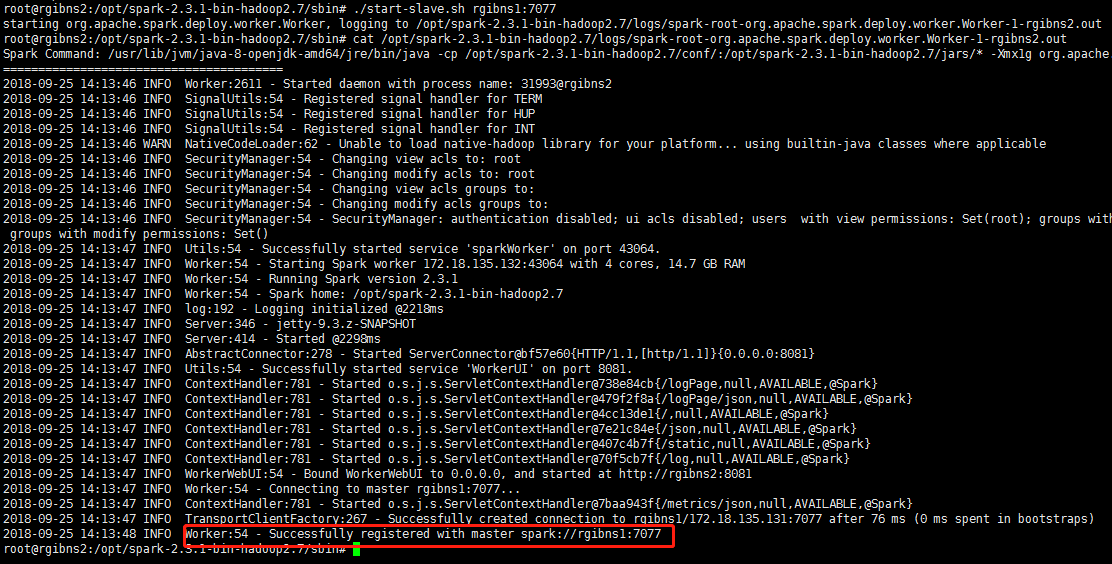 root@rgibns2:/opt/spark-2.3.1-bin-hadoop2.7/sbin# ./start-slave.sh rgibns1:7077
starting org.apache.spark.deploy.worker.Worker, logging to /opt/spark-2.3.1-bin-hadoop2.7/logs/spark-root-org.apache.spark.deploy.worker.Worker-1-rgibns2.out
root@rgibns2:/opt/spark-2.3.1-bin-hadoop2.7/sbin# cat /opt/spark-2.3.1-bin-hadoop2.7/logs/spark-root-org.apache.spark.deploy.worker.Worker-1-rgibns2.out
Spark Command: /usr/lib/jvm/java-8-openjdk-amd64/jre/bin/java -cp /opt/spark-2.3.1-bin-hadoop2.7/conf/:/opt/spark-2.3.1-bin-hadoop2.7/jars/* -Xmx1g org.apache.
========================================
2018-09-25 14:13:46 INFO  Worker:2611 - Started daemon with process name: 31993@rgibns2
2018-09-25 14:13:46 INFO  SignalUtils:54 - Registered signal handler for TERM
2018-09-25 14:13:46 INFO  SignalUtils:54 - Registered signal handler for HUP
2018-09-25 14:13:46 INFO  SignalUtils:54 - Registered signal handler for INT
2018-09-25 14:13:46 WARN  NativeCodeLoader:62 - Unable to load native-hadoop library for your platform... using builtin-java classes where applicable
2018-09-25 14:13:46 INFO  SecurityManager:54 - Changing view acls to: root
2018-09-25 14:13:46 INFO  SecurityManager:54 - Changing modify acls to: root
2018-09-25 14:13:46 INFO  SecurityManager:54 - Changing view acls groups to:
2018-09-25 14:13:46 INFO  SecurityManager:54 - Changing modify acls groups to:
2018-09-25 14:13:46 INFO  SecurityManager:54 - SecurityManager: authentication disabled; ui acls disabled; users  with view permissions: Set(root); groups with
 groups with modify permissions: Set()
2018-09-25 14:13:47 INFO  Utils:54 - Successfully started service 'sparkWorker' on port 43064.
2018-09-25 14:13:47 INFO  Worker:54 - Starting Spark worker 172.18.135.132:43064 with 4 cores, 14.7 GB RAM
2018-09-25 14:13:47 INFO  Worker:54 - Running Spark version 2.3.1
2018-09-25 14:13:47 INFO  Worker:54 - Spark home: /opt/spark-2.3.1-bin-hadoop2.7
2018-09-25 14:13:47 INFO  log:192 - Logging initialized @2218ms
2018-09-25 14:13:47 INFO  Server:346 - jetty-9.3.z-SNAPSHOT
2018-09-25 14:13:47 INFO  Server:414 - Started @2298ms
2018-09-25 14:13:47 INFO  AbstractConnector:278 - Started ServerConnector@bf57e60{HTTP/1.1,[http/1.1]}{0.0.0.0:8081}
2018-09-25 14:13:47 INFO  Utils:54 - Successfully started service 'WorkerUI' on port 8081.
2018-09-25 14:13:47 INFO  ContextHandler:781 - Started o.s.j.s.ServletContextHandler@738e84cb{/logPage,null,AVAILABLE,@Spark}
2018-09-25 14:13:47 INFO  ContextHandler:781 - Started o.s.j.s.ServletContextHandler@479f2f8a{/logPage/json,null,AVAILABLE,@Spark}
2018-09-25 14:13:47 INFO  ContextHandler:781 - Started o.s.j.s.ServletContextHandler@4cc13de1{/,null,AVAILABLE,@Spark}
2018-09-25 14:13:47 INFO  ContextHandler:781 - Started o.s.j.s.ServletContextHandler@7e21c84e{/json,null,AVAILABLE,@Spark}
2018-09-25 14:13:47 INFO  ContextHandler:781 - Started o.s.j.s.ServletContextHandler@407c4b7f{/static,null,AVAILABLE,@Spark}
2018-09-25 14:13:47 INFO  ContextHandler:781 - Started o.s.j.s.ServletContextHandler@70f5cb7f{/log,null,AVAILABLE,@Spark}
2018-09-25 14:13:47 INFO  WorkerWebUI:54 - Bound WorkerWebUI to 0.0.0.0, and started at http://rgibns2:8081
2018-09-25 14:13:47 INFO  Worker:54 - Connecting to master rgibns1:7077...
2018-09-25 14:13:47 INFO  ContextHandler:781 - Started o.s.j.s.ServletContextHandler@7baa943f{/metrics/json,null,AVAILABLE,@Spark}
2018-09-25 14:13:47 INFO  TransportClientFactory:267 - Successfully created connection to rgibns1/172.18.135.131:7077 after 76 ms (0 ms spent in bootstraps)
2018-09-25 14:13:48 INFO  Worker:54 - Successfully registered with master spark://rgibns1:7077
root@rgibns2:/opt/spark-2.3.1-bin-hadoop2.7/sbin#